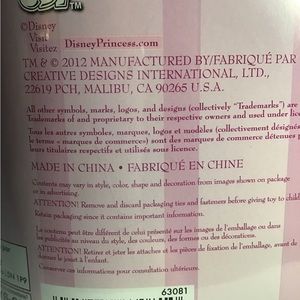 ©Disney
Visit
Visitez DisneyPrincess.com
TM & © 2012 MANUFACTURED BY/FABRIQUÉ PAR
CREATIVE DESIGNS INTERNATIONAL, LTD.,
22619 PCH, MALIBU, CA 90265 U.S.A.
All other symbols, marks, logos, and designs (collectively "Trademarks") are
Trademarks of and proprietary to their respective owners and used under
Tous les autres symboles, marques, logos et modèles (collectivement désignés
le terme « marques de commerce ») sont des marques de commerce détenues
leurs titulaires respectifs et utilisés sous licence.
MADE IN CHINA • FABRIQUÉ EN CHINE
Contents may vary in style, color, shape and decoration from images shown on package
or in advertising.
ATTENTION! Remove and discard packaging ties and fasteners before giving toy to child
Retain packaging since it contains important information.
Le contenu peut être différent de celui présenté sur les images de l'emballage ou dans
les publicités au niveau du style, des couleurs, des formes ou des décorations.
ATTENTION! Retirer et jeter les attaches et les pièces de fixation de l'emballage, avant de
donner le jouet à l'enfant.
Conserver ces informations pour consultation ultérieure.
63081